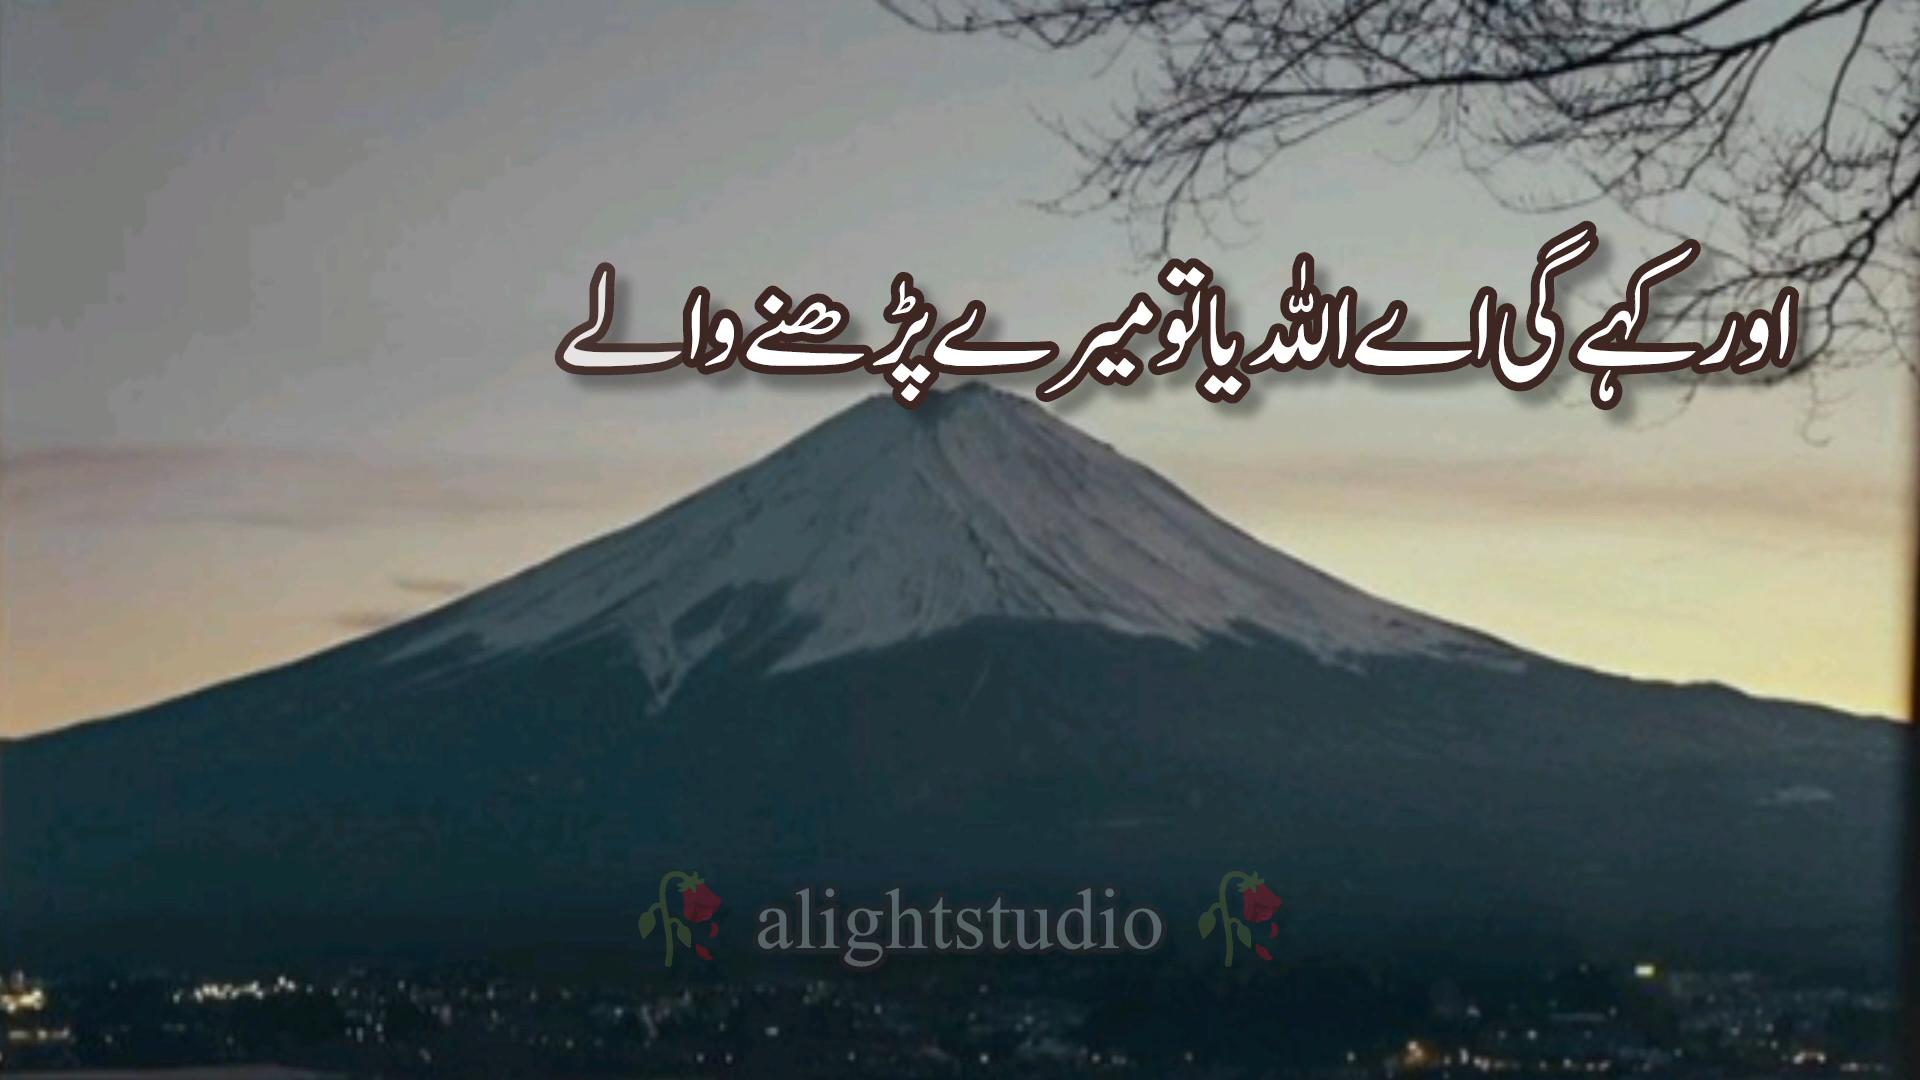 اور کہے گی اے اللہ یا تو میرے پڑھنے والے
🥀 alightstudio 🥀